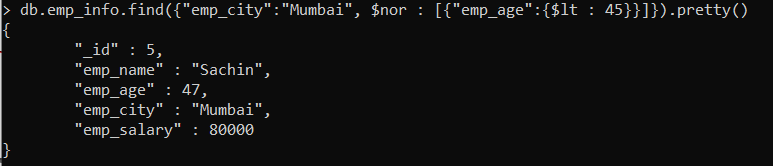 > db.emp_info.find({"emp_city":"Mumbai", $nor : [{"emp_age":{$lt : 45}}]}).pretty()
{
        "_id" : 5,
        "emp_name" : "Sachin",
        "emp_age" : 47,
        "emp_city" : "Mumbai",
        "emp_salary" : 80000
}